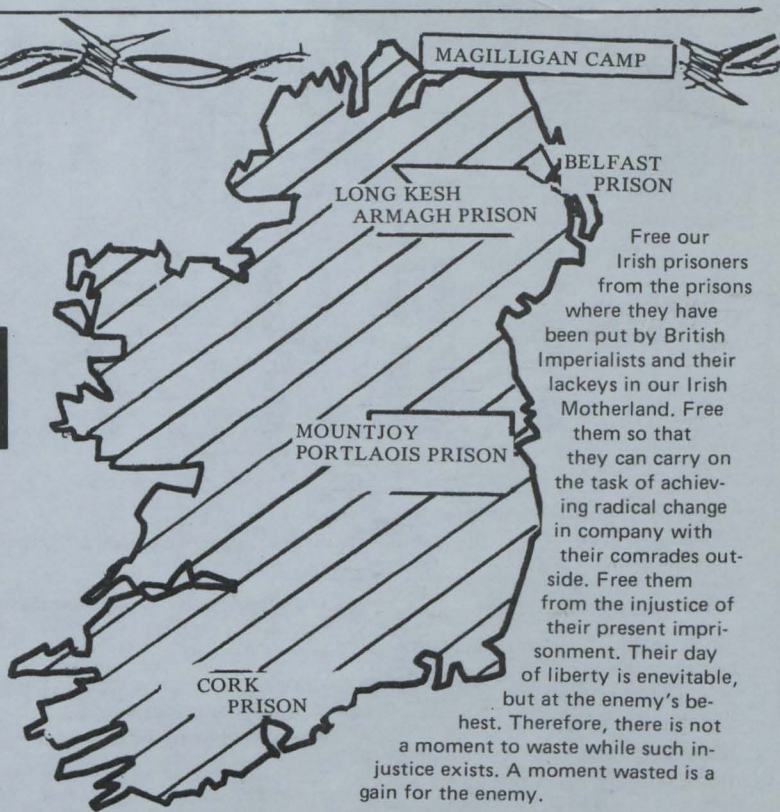 MAGILLIGAN CAMP
BELFAST
PRISON
LONG KESH
ARMAGH PRISON
MOUNTJOY
PORTLAOIS PRISON
CORK
PRISON
Free our
Irish prisoners
from the prisons
where they have
been put by British
Imperialists and their
lackeys in our Irish
Motherland. Free
them so that
they can carry on
the task of achiev-
ing radical change
in company with
their comrades out-
side. Free them
from the injustice of
their present impri-
sonment. Their day
of liberty is enevitable,
but at the enemy's be-
hest. Therefore, there is not
a moment to waste while such in-
justice exists. A moment wasted is a
gain for the enemy.